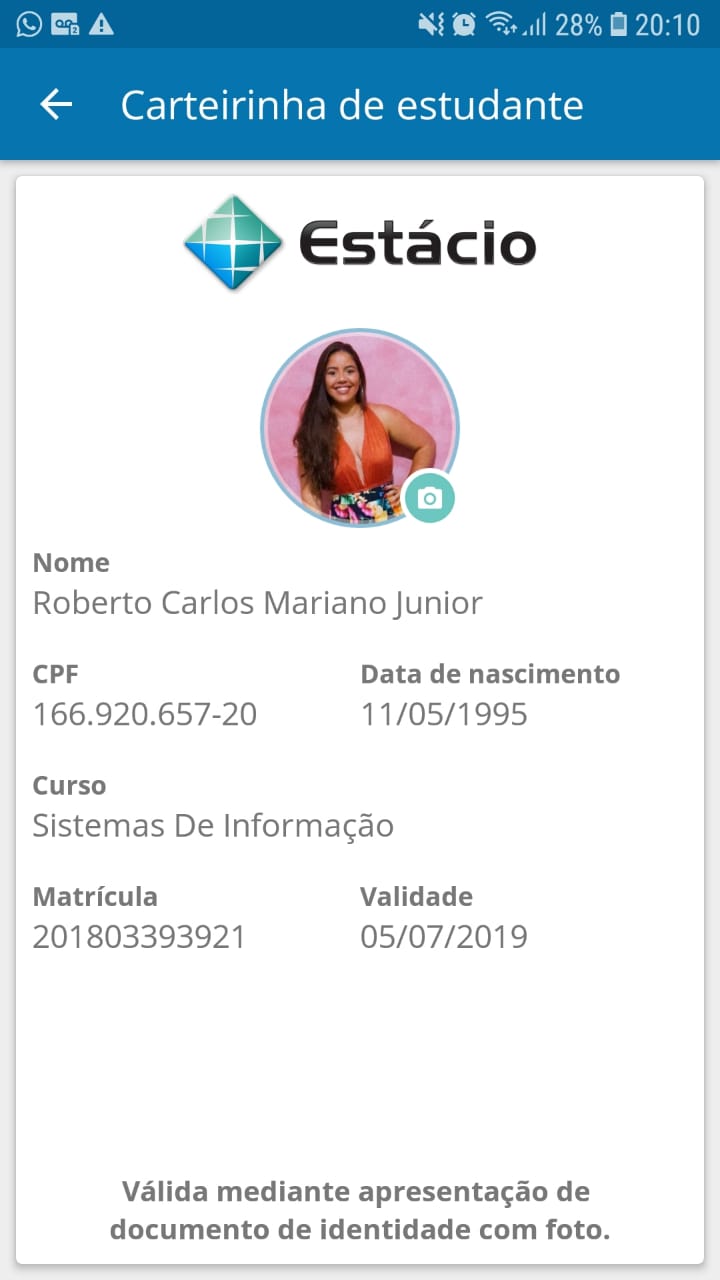 28% 20:10
Carteirinha de estudante
Estácio
Nome
Roberto Carlos Mariano Junior
CPF Data de nascimento
166.920.657-20 11/05/1995
Curso
Sistemas De Informação
Matrícula Validade
201803393921 05/07/2019
Válida mediante apresentação de
documento de identidade com foto.